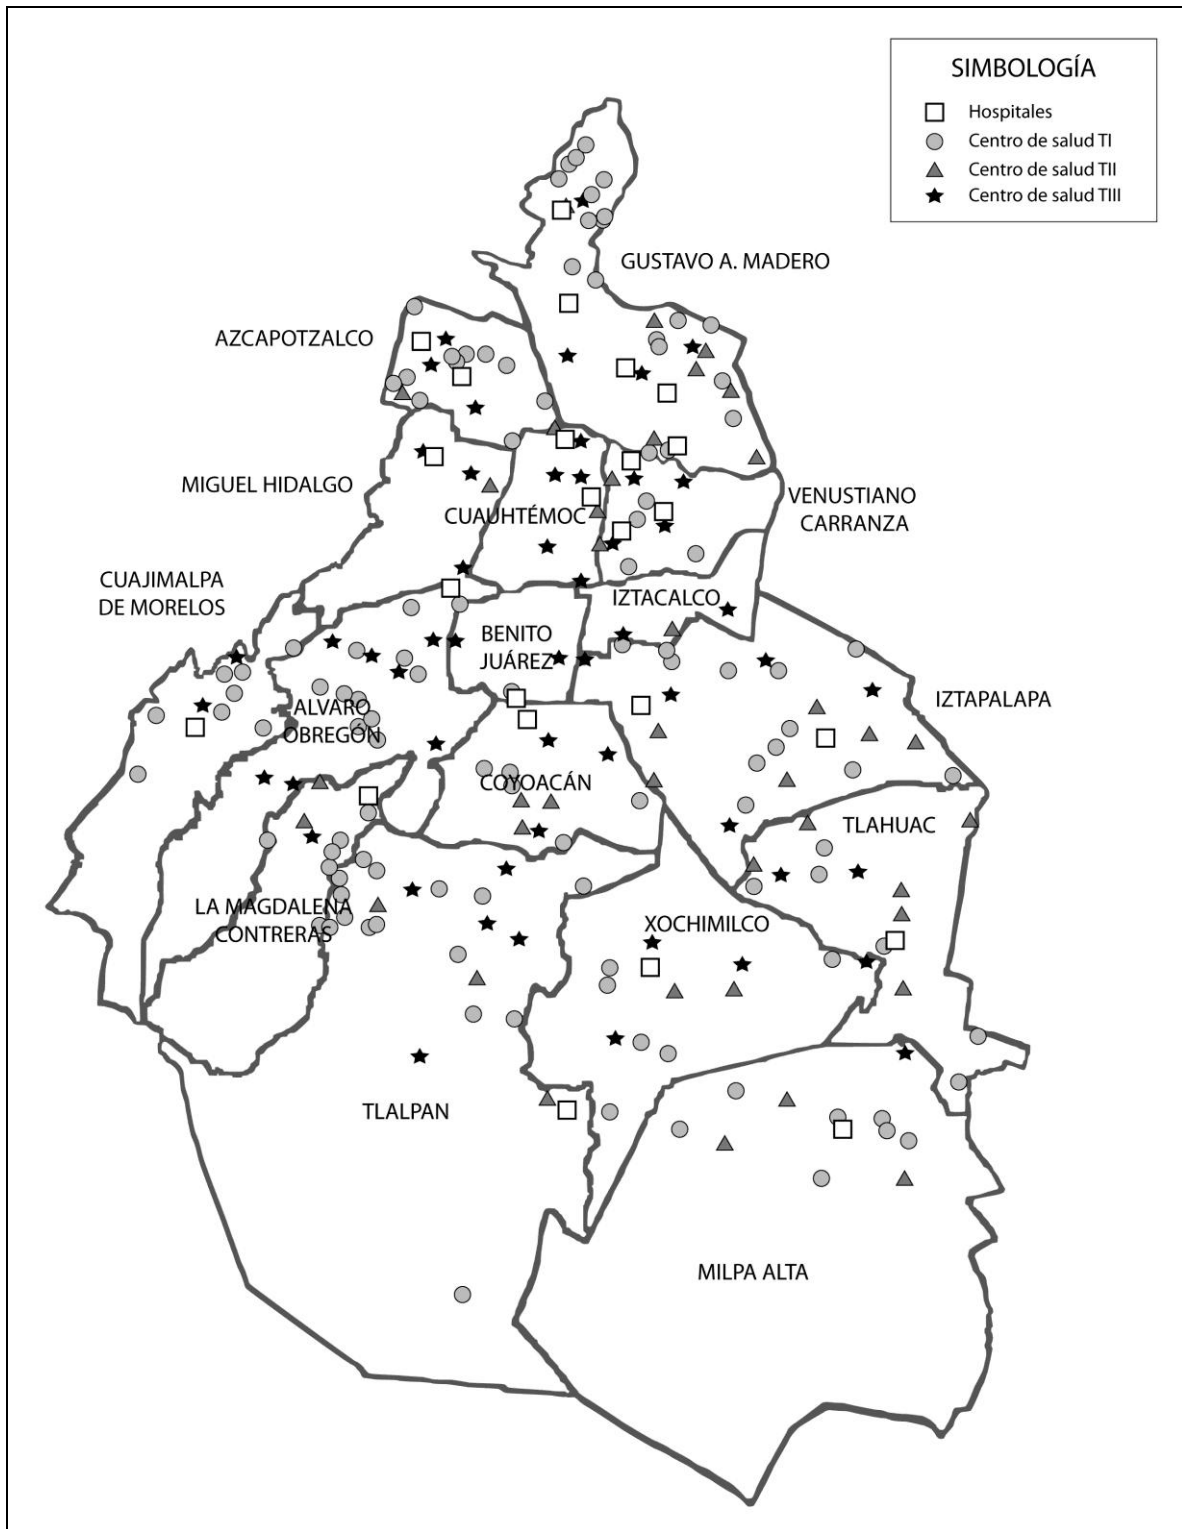 SIMBOLOGÍA
Hospitales
Centro de salud TI
Centro de salud TII
Centro de salud TIII
GUSTAVO A. MADERO
AZCAPOTZALCO
MIGUEL HIDALGO
CUAUHTÉMOC
VENUSTIANO
CARRANZA
CUAJIMALPA
DE MORELOS
IZTACALCO
BENITO
JUÁREZ
IZTAPALAPA
ALVARO
OBREGÓN
COYOACÁN
TLAHUAC
LA MAGDALENA
CONTRERAS
XOCHIMILCO
TLALPAN
MILPA ALTA